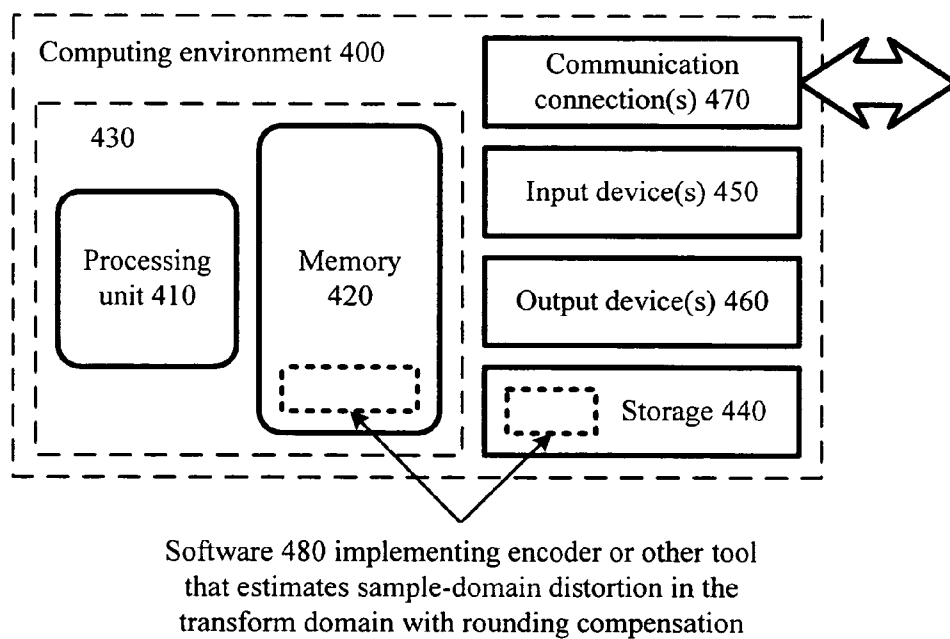 Computing environment 400
Communication
connection(s) 470
430
Input device(s) 450
Processing
unit 410
Memory
420
Output device(s) 460
Storage 440
Software 480 implementing encoder or other tool
that estimates sample-domain distortion in the
transform domain with rounding compensation